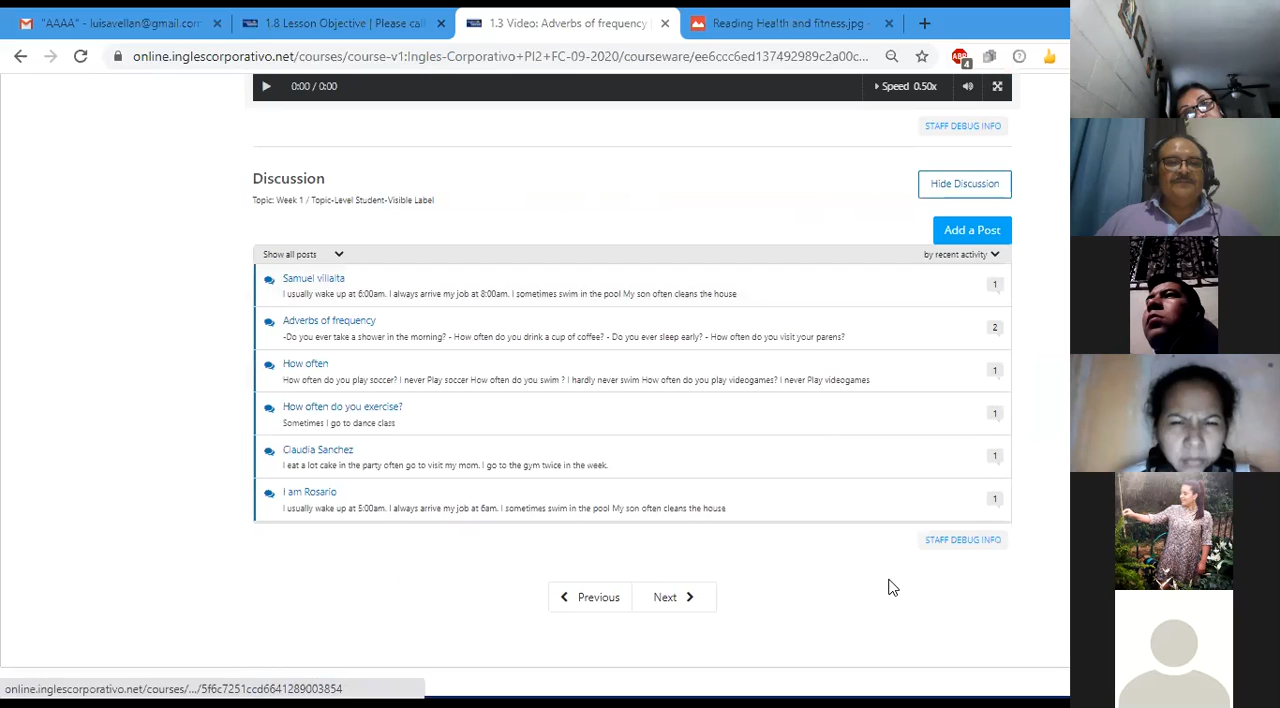 "AAAA" - luisavellan@gmail.com
1.8 Lesson Objective | Please call
1.3 Video: Adverbs of frequency
Reading Health and fitness.jpg -
online.inglescorporativo.net/courses/course-v1:Ingles-Corporativo+PI2+FC-09-2020/courseware/ee6ccc6ed137492989c2a00c...
ABP
4
0:00 / 0:00
Speed 0.50x
STAFF DEBUG INFO
Discussion
Hide Discussion
Topic: Week 1 / Topic-Level Student-Visible Label
Add a Post
Show all posts
by recent activity
Samuel villalta
1
I usually wake up at 6:00am. I always arrive my job at 8:00am. I sometimes swim in the pool My son often cleans the house
Adverbs of frequency
2
-Do you ever take a shower in the morning? - How often do you drink a cup of coffee? - Do you ever sleep early? - How often do you visit your parens?
How often
1
How often do you play soccer? I never Play soccer How often do you swim ? I hardly never swim How often do you play videogames? I never Play videogames
How often do you exercise?
1
Sometimes I go to dance class
Claudia Sanchez
1
I eat a lot cake in the party often go to visit my mom. I go to the gym twice in the week.
I am Rosario
1
I usually wake up at 5:00am. I always arrive my job at 6am. I sometimes swim in the pool My son often cleans the house
STAFF DEBUG INFO
Previous
Next
online.inglescorporativo.net/courses/.../5f6c7251ccd6641289003854